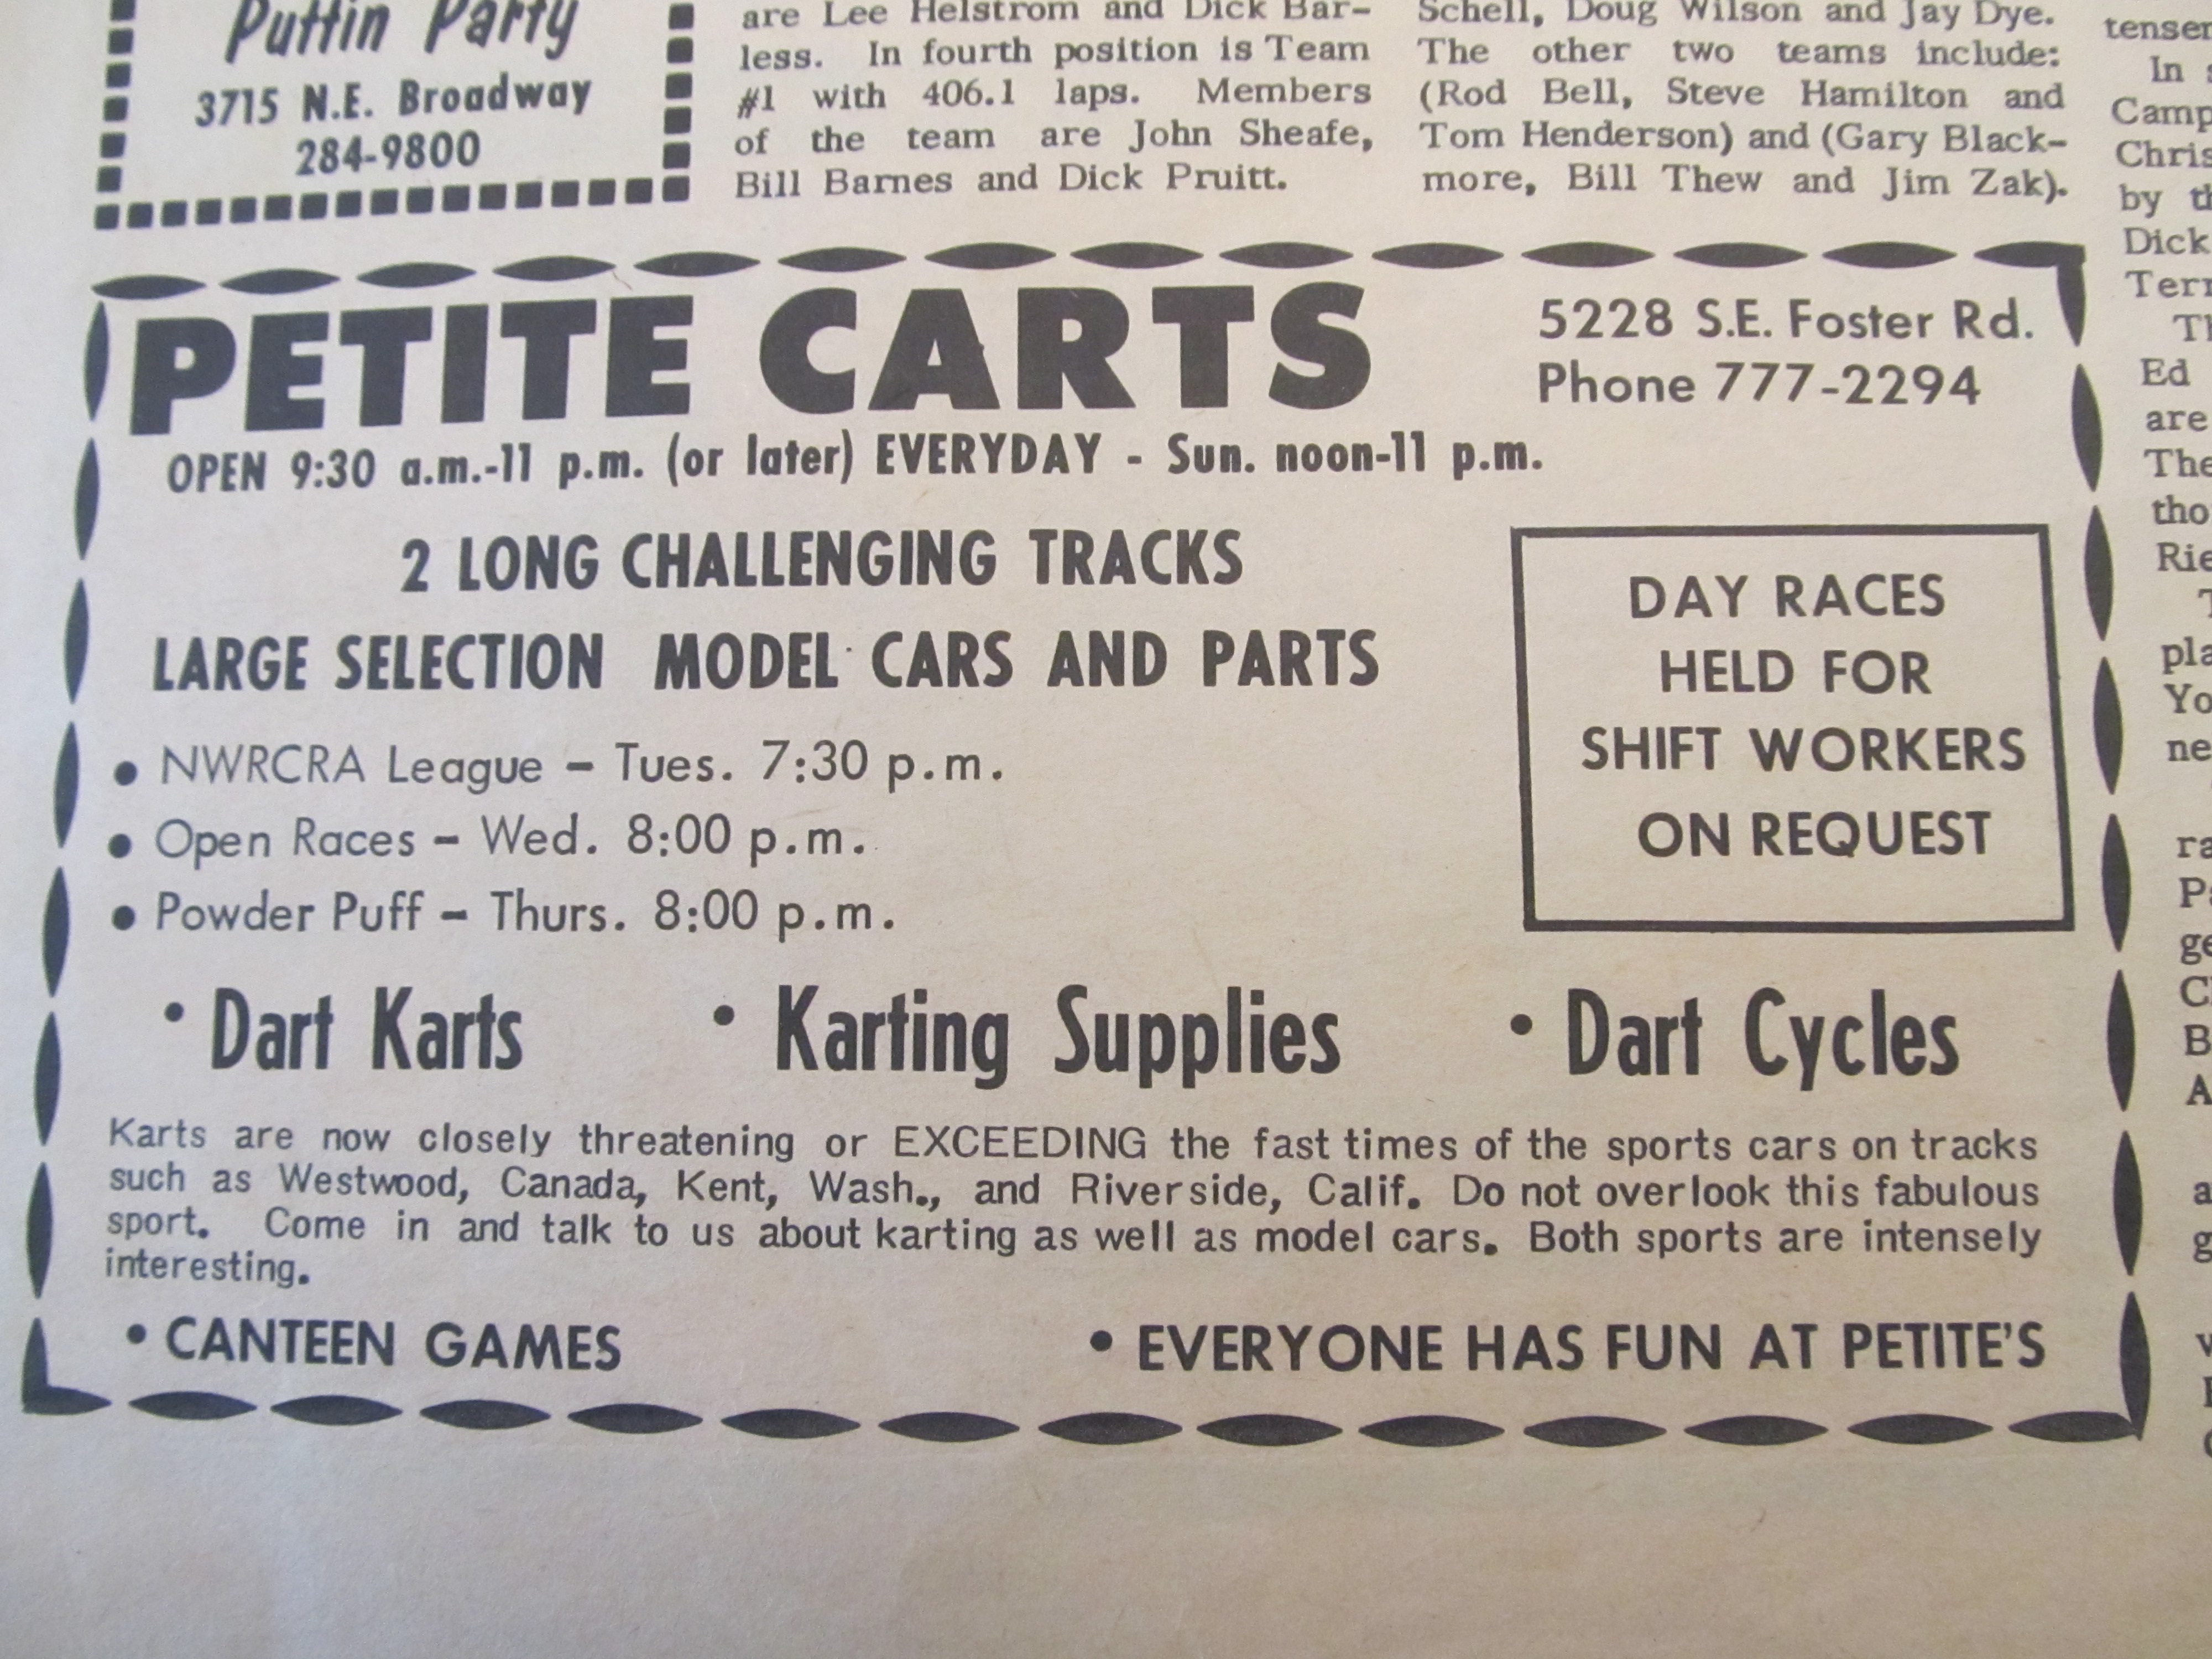 Puttin Party
3715 N.E. Broadway
284-9800
are Lee Helstrom and Dick Bar-
less. In fourth position is Team
#1 with 406.1 laps. Members
of the team are John Sheafe,
Bill Barnes and Dick Pruitt.
Schell, Doug Wilson and Jay Dye.
The other two teams include:
(Rod Bell, Steve Hamilton and
Tom Henderson) and (Gary Black-
more, Bill Thew and Jim Zak).
PETITE CARTS
5228 S.E. Foster Rd.
Phone 777-2294
OPEN 9:30 a.m.-11 p.m. (or later) EVERYDAY - Sun. noon-11 p.m.
2 LONG CHALLENGING TRACKS
LARGE SELECTION MODEL CARS AND PARTS
• NWRCRA League - Tues. 7:30 p.m.
• Open Races - Wed. 8:00 p.m.
• Powder Puff - Thurs. 8:00 p.m.
DAY RACES
HELD FOR
SHIFT WORKERS
ON REQUEST
• Dart Karts • Karting Supplies • Dart Cycles
Karts are now closely threatening or EXCEEDING the fast times of the sports cars on tracks
such as Westwood, Canada, Kent, Wash., and Riverside, Calif. Do not overlook this fabulous
sport. Come in and talk to us about karting as well as model cars. Both sports are intensely
interesting.
• CANTEEN GAMES • EVERYONE HAS FUN AT PETITE'S
In
by
Dick
Ed
are